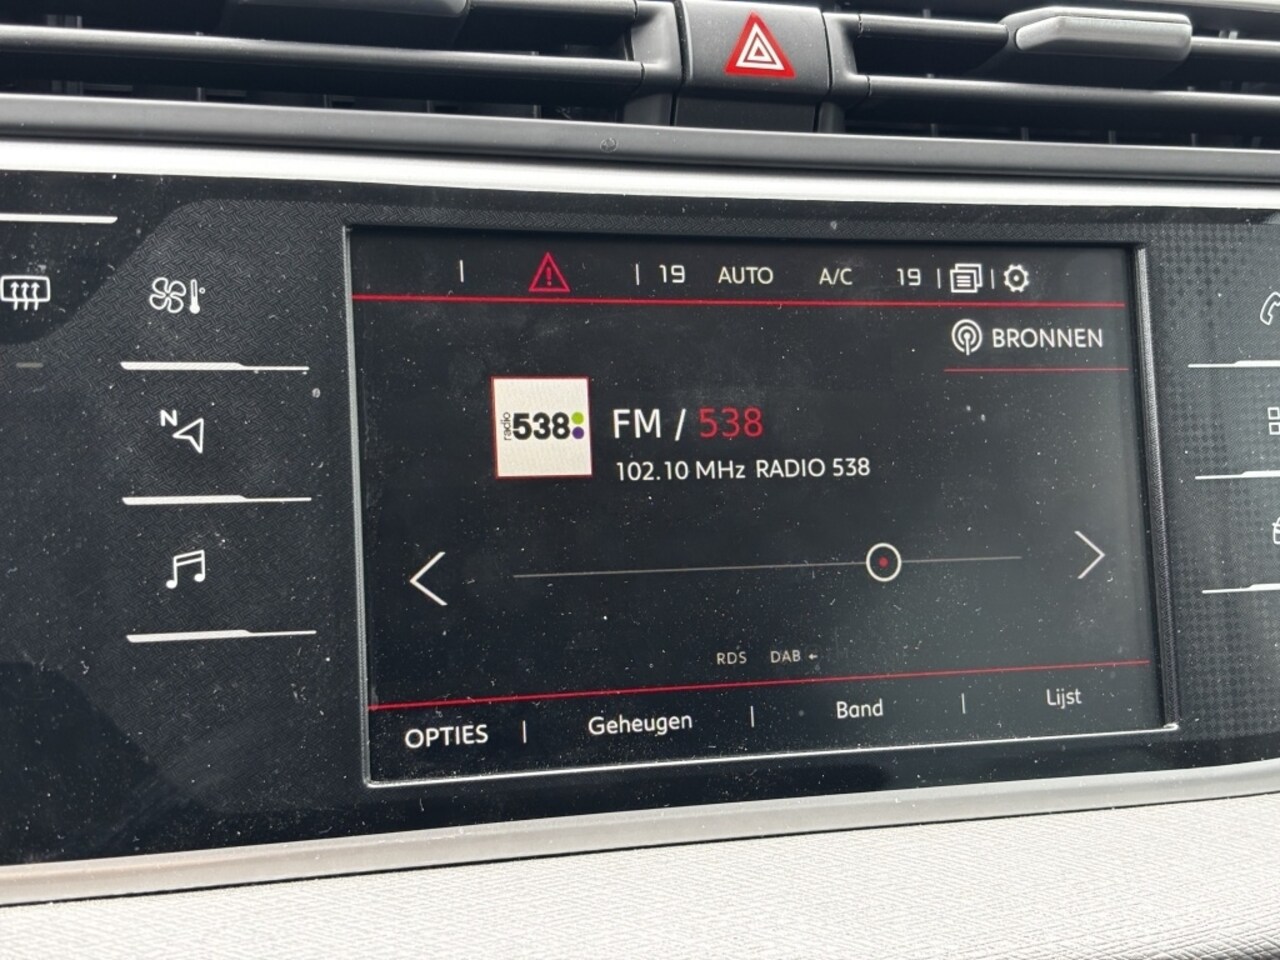 19 AUTO A/C 19
BRONNEN
N
radio 538
FM / 538
102.10 MHz RADIO 538
RDS DAB
OPTIES Geheugen Band Lijst